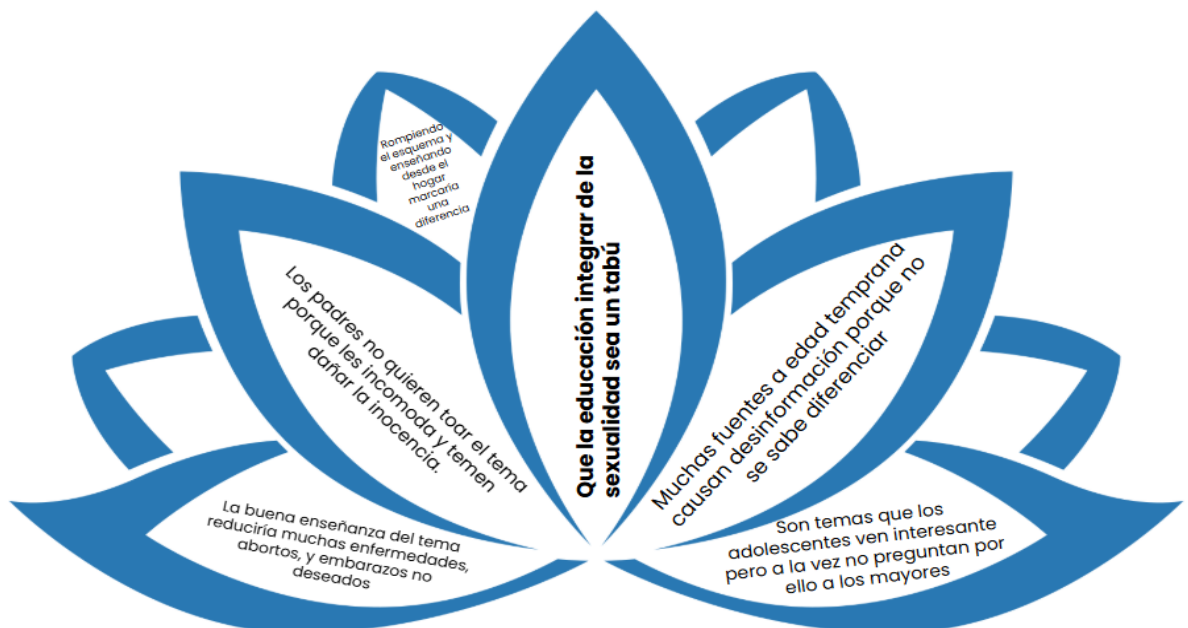 Rompiendo
el esquema y
enseñando
desde el
hogar
marcaría
una
diferencia
Los padres no quieren toar el tema
porque les incomoda y temen
dañar la inocencia.
La buena enseñanza del tema
reduciría muchas enfermedades,
abortos, y embarazos no
deseados
Que la educación integrar de la
sexualidad sea un tabú
Muchas fuentes a edad temprana
causan desinformación porque no
se sabe diferenciar
Son temas que los
adolescentes ven interesante
pero a la vez no preguntan por
ello a los mayores